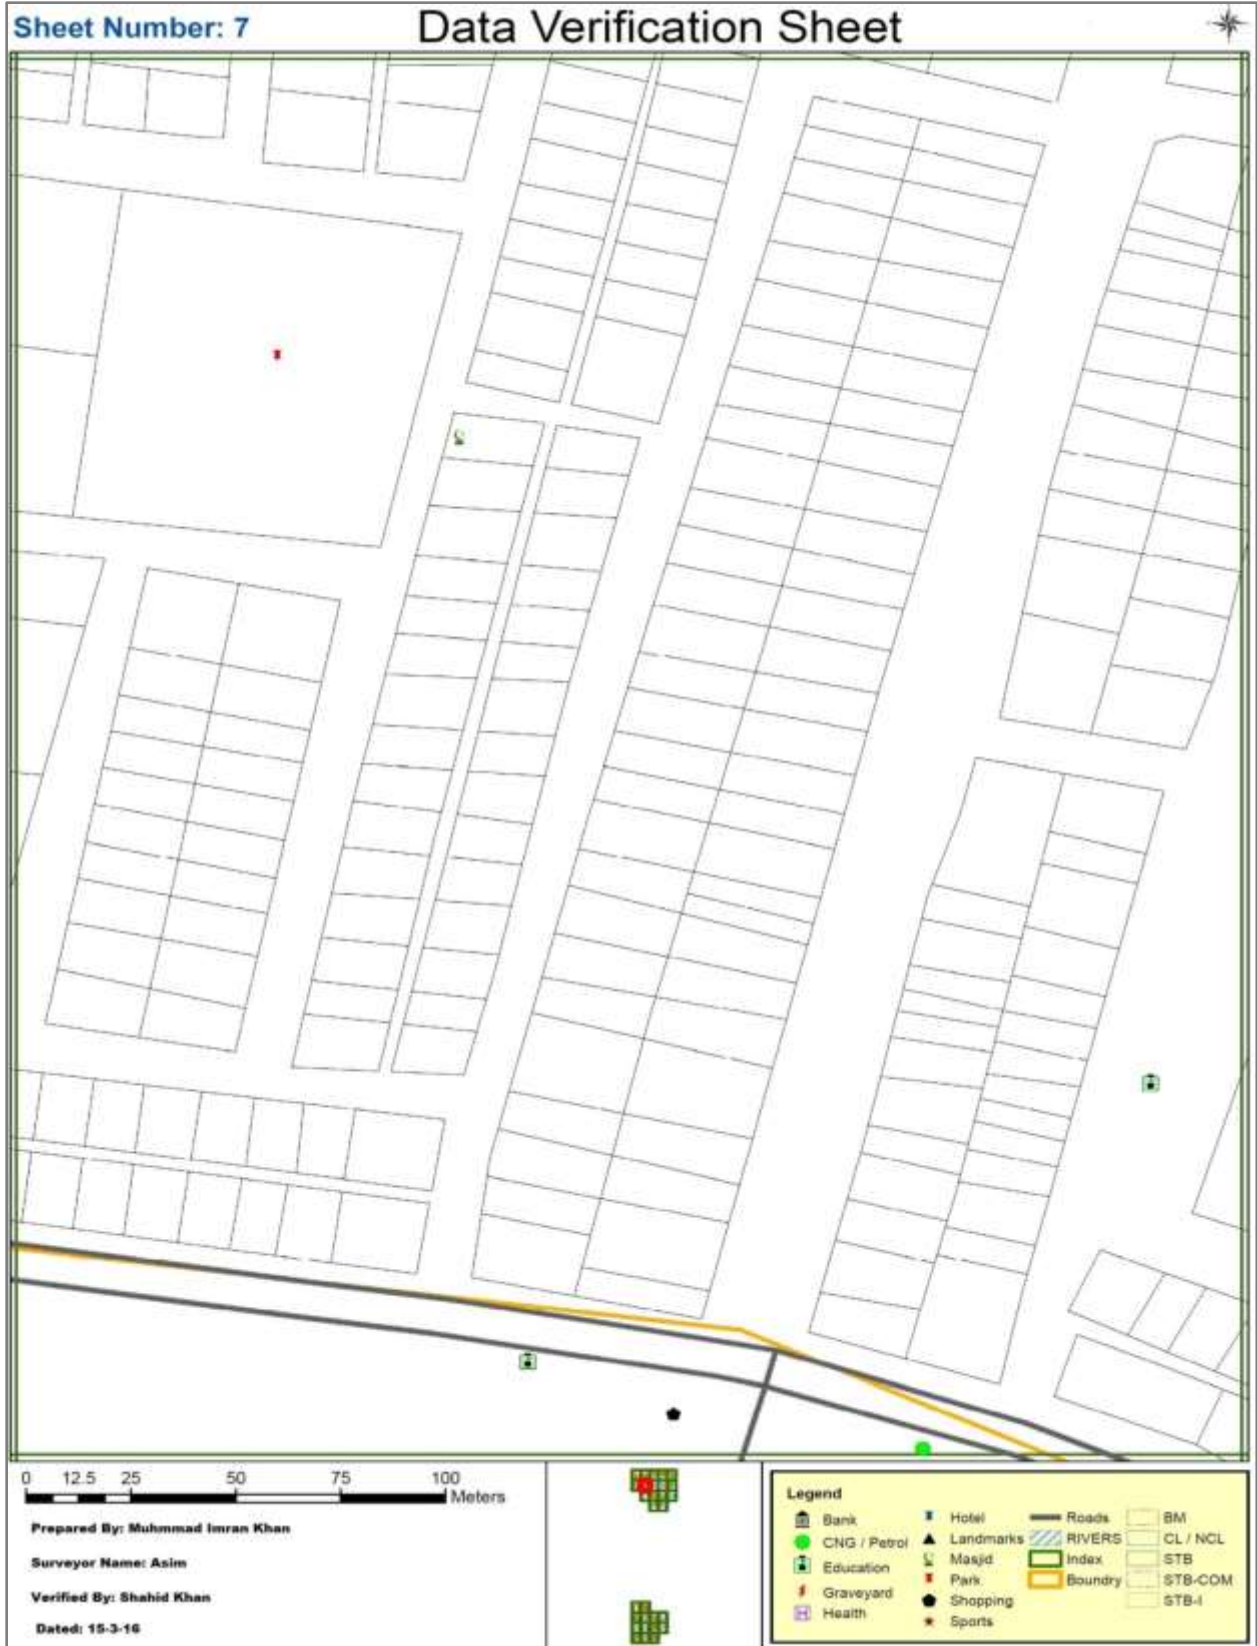 Sheet Number: 7
Data Verification Sheet
0 12.5 25 50 75 100
Meters
Prepared By: Muhmmad Imran Khan
Surveyor Name: Asim
Verified By: Shahid Khan
Dated: 15-3-16
Legend
Bank
CNG / Petrol
Education
Graveyard
Health
Hotel
Landmarks
Masjid
Park
Shopping
Sports
Roads
RIVERS
Index
Boundry
BM
CL / NCL
STB
STB-COM
STB-I